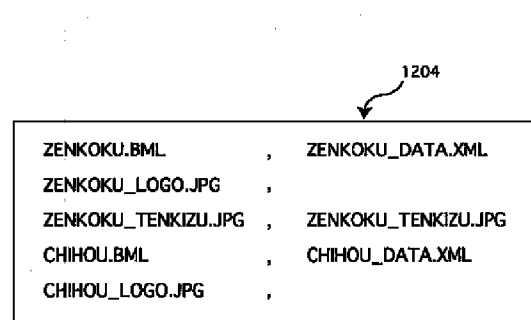 1204
ZENKOKU.BML , ZENKOKU_DATA.XML
ZENKOKU_LOGO.JPG ,
ZENKOKU_TENKIZU.JPG , ZENKOKU_TENKIZU.JPG
CHIHOU.BML , CHIHOU_DATA.XML
CHIHOU_LOGO.JPG ,